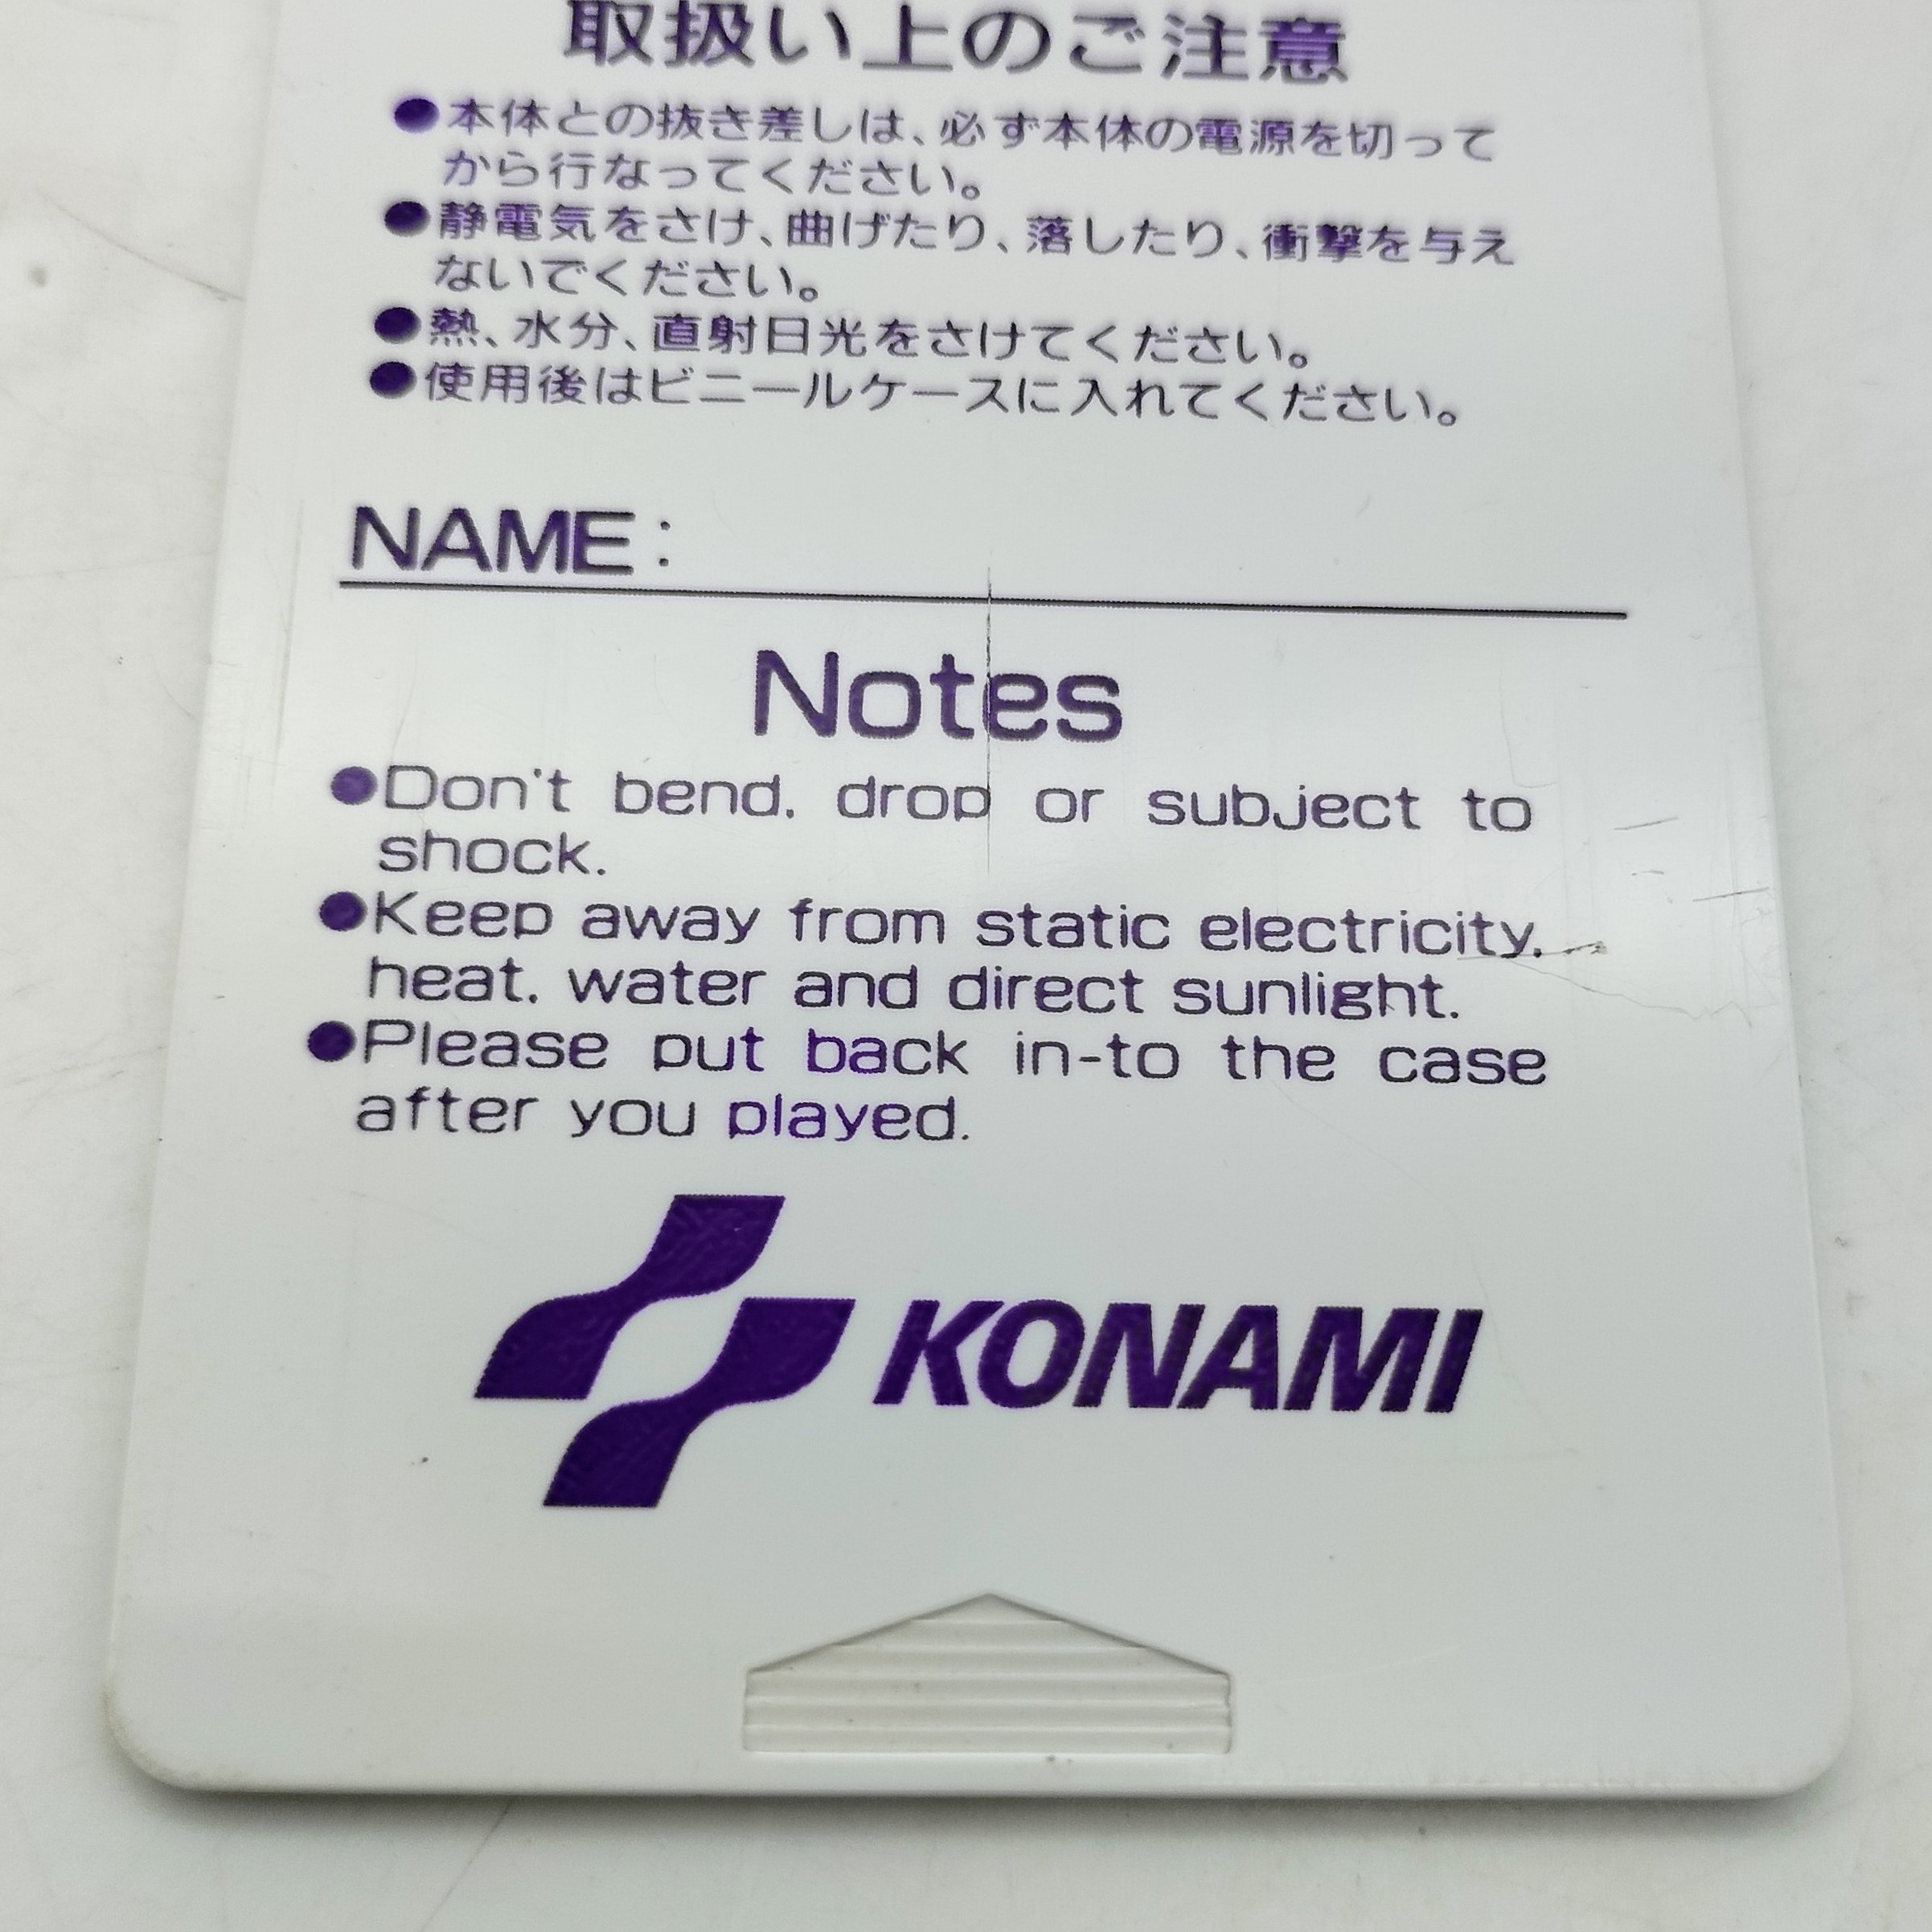 取扱い上のご注意
●本体との抜き差しは、必ず本体の電源を切って
から行なってください。
●静電気をさけ、曲げたり、落したり、衝撃を与え
ないでください。
●熱、水分、直射日光をさけてください。
●使用後はビニールケースに入れてください。
NAME:
Notes
●Don't bend, drop or subject to
shock.
●Keep away from static electricity,
heat, water and direct sunlight.
●Please put back in-to the case
after you played.
KONAMI